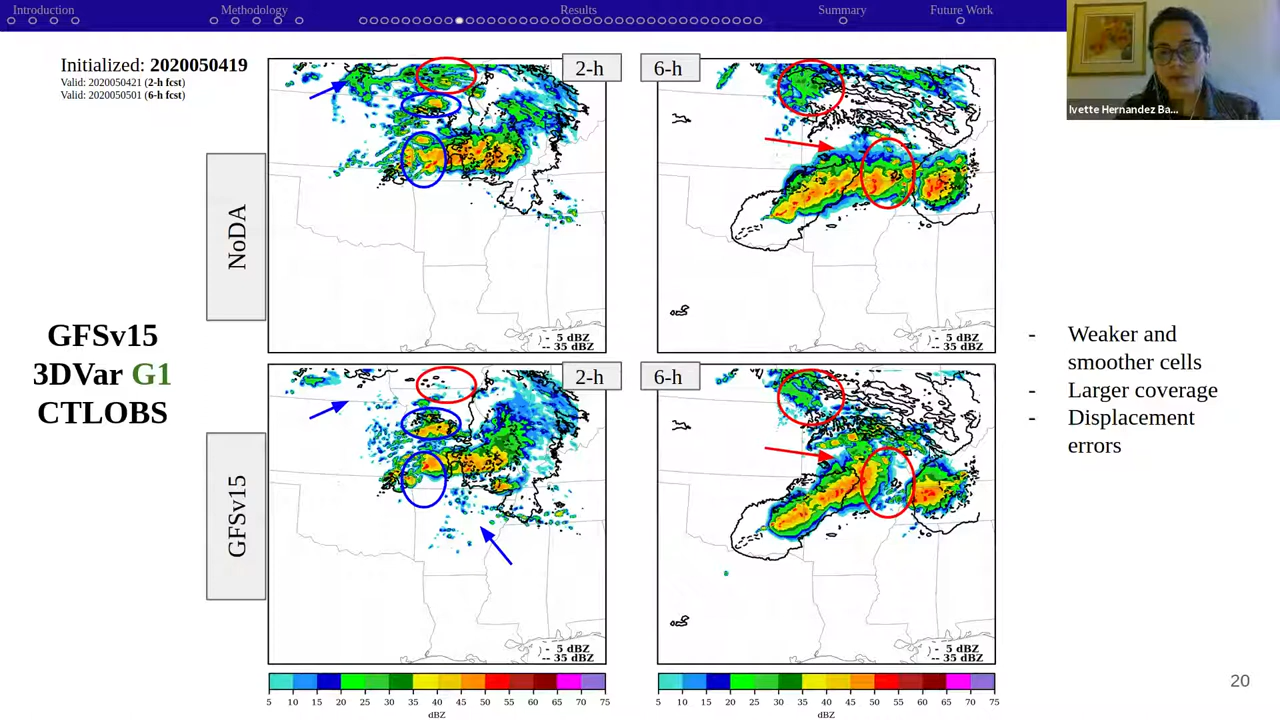 Introduction Methodology Results Summary Future Work
Initialized: 2020050419
Valid: 2020050421 (2-h fcst)
Valid: 2020050501 (6-h fcst)
2-h
6-h
Ivette Hernandez Ba...
NoDA
5 dBZ
-- 35 dBZ
5 dBZ
-- 35 dBZ
GFSv15
3DVar G1
CTLOBS
- Weaker and
smoother cells
- Larger coverage
- Displacement
errors
2-h
6-h
GFSv15
- 5 dBZ
-- 35 dBZ
- 5 dBZ
-- 35 dBZ
5 10 15 20 25 30 35 40 45 50 55 60 65 70 75
dBZ
5 10 15 20 25 30 35 40 45 50 55 60 65 70 75
dBZ
20